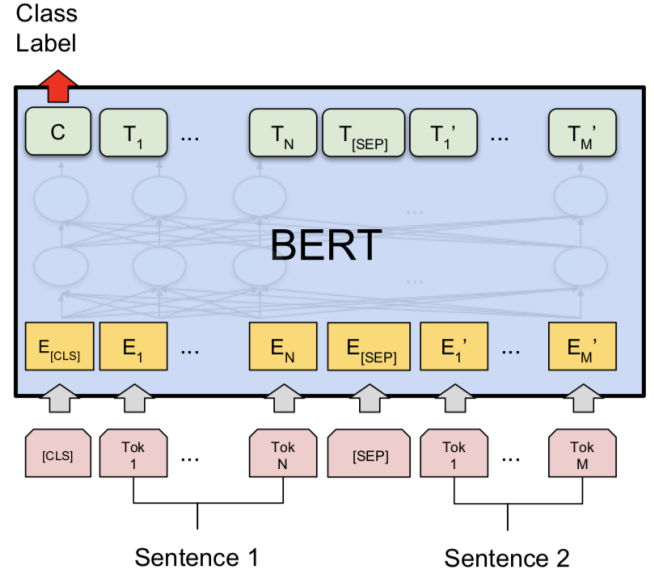 Class
Label
C T1 ... TN T[SEP] T1' ... TM'
...
BERT
...
E[CLS] E1 ... EN E[SEP] E1' ... EM'
[CLS] Tok 1 ... Tok N [SEP] Tok 1 ... Tok M
Sentence 1 Sentence 2